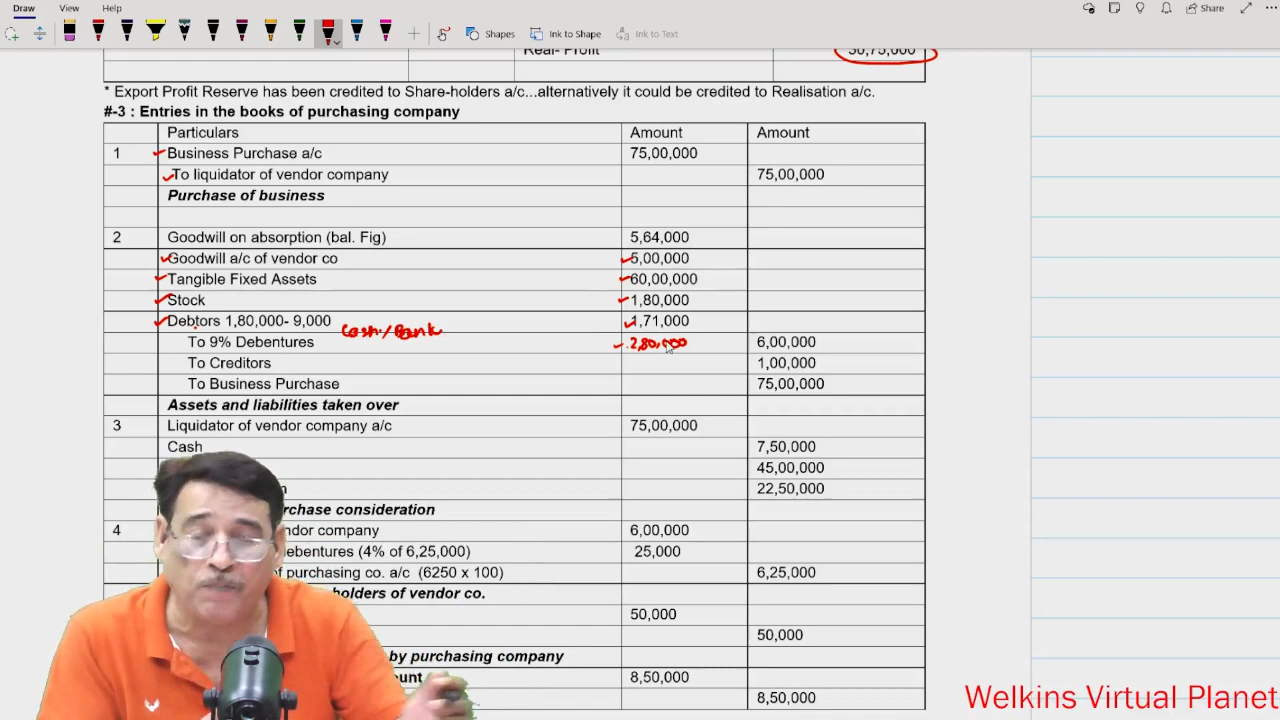 Draw View Help
Shapes Ink to Shape Ink to Text Share
Real- Profit 30,75,000
* Export Profit Reserve has been credited to Share-holders a/c...alternatively it could be credited to Realisation a/c.
#-3 : Entries in the books of purchasing company
Particulars Amount Amount
1 Business Purchase a/c 75,00,000
To liquidator of vendor company 75,00,000
Purchase of business
2 Goodwill on absorption (bal. Fig) 5,64,000
Goodwill a/c of vendor co 5,00,000
Tangible Fixed Assets 60,00,000
Stock 1,80,000
Debtors 1,80,000- 9,000 1,71,000
Cash/Bank 2,80,000
To 9% Debentures 6,00,000
To Creditors 1,00,000
To Business Purchase 75,00,000
Assets and liabilities taken over
3 Liquidator of vendor company a/c 75,00,000
Cash 7,50,000
45,00,000
22,50,000
rchase consideration
4 ndor company 6,00,000
ebentures (4% of 6,25,000) 25,000
f purchasing co. a/c (6250 x 100) 6,25,000
holders of vendor co.
50,000
50,000
by purchasing company
ount 8,50,000
8,50,000
Welkins Virtual Planet